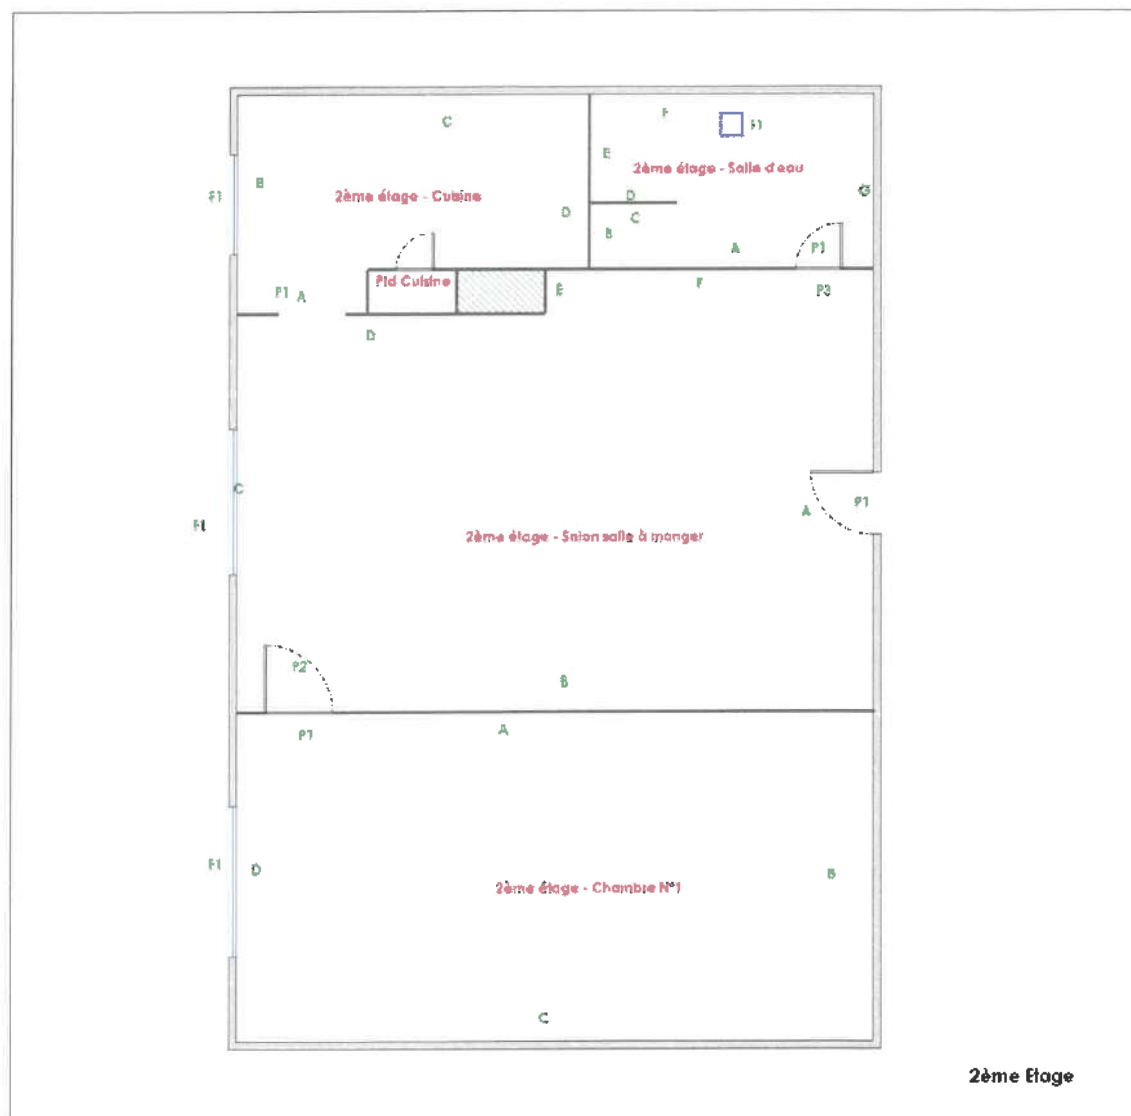 C
F
F1
E
2ème étage - Salle d'eau
B
G
F1
2ème étage - Cuisine
D
D
C
B
A
P1
Pld Cuisine
F
E
P3
P1
A
D
C
P1
A
F1
2ème étage - Salon salle à manger
P2
B
P1
A
F1
D
B
2ème étage - Chambre N°1
C
2ème Etage